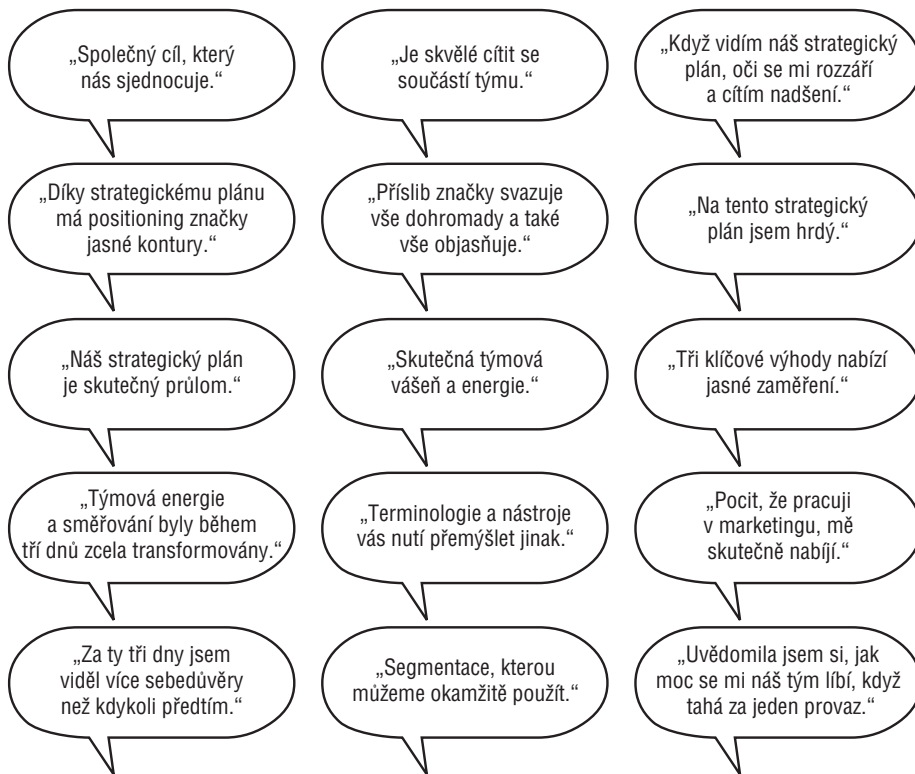 „Společný cíl, který
nás sjednocuje.“
„Je skvělé cítit se
součástí týmu.“
„Když vidím náš strategický
plán, oči se mi rozzáří
a cítím nadšení.“
„Díky strategickému plánu
má positioning značky
jasné kontury.“
„Příslib značky svazuje
vše dohromady a také
vše objasňuje.“
„Na tento strategický
plán jsem hrdý.“
„Náš strategický plán
je skutečný průlom.“
„Skutečná týmová
vášeň a energie.“
„Tři klíčové výhody nabízí
jasné zaměření.“
„Týmová energie
a směřování byly během
tří dnů zcela transformovány.“
„Terminologie a nástroje
vás nutí přemýšlet jinak.“
„Pocit, že pracuji
v marketingu, mě
skutečně nabíjí.“
„Za ty tři dny jsem
viděl více sebedůvěry
než kdykoli předtím.“
„Segmentace, kterou
můžeme okamžitě použít.“
„Uvědomila jsem si, jak
moc se mi náš tým líbí, když
tahá za jeden provaz.“